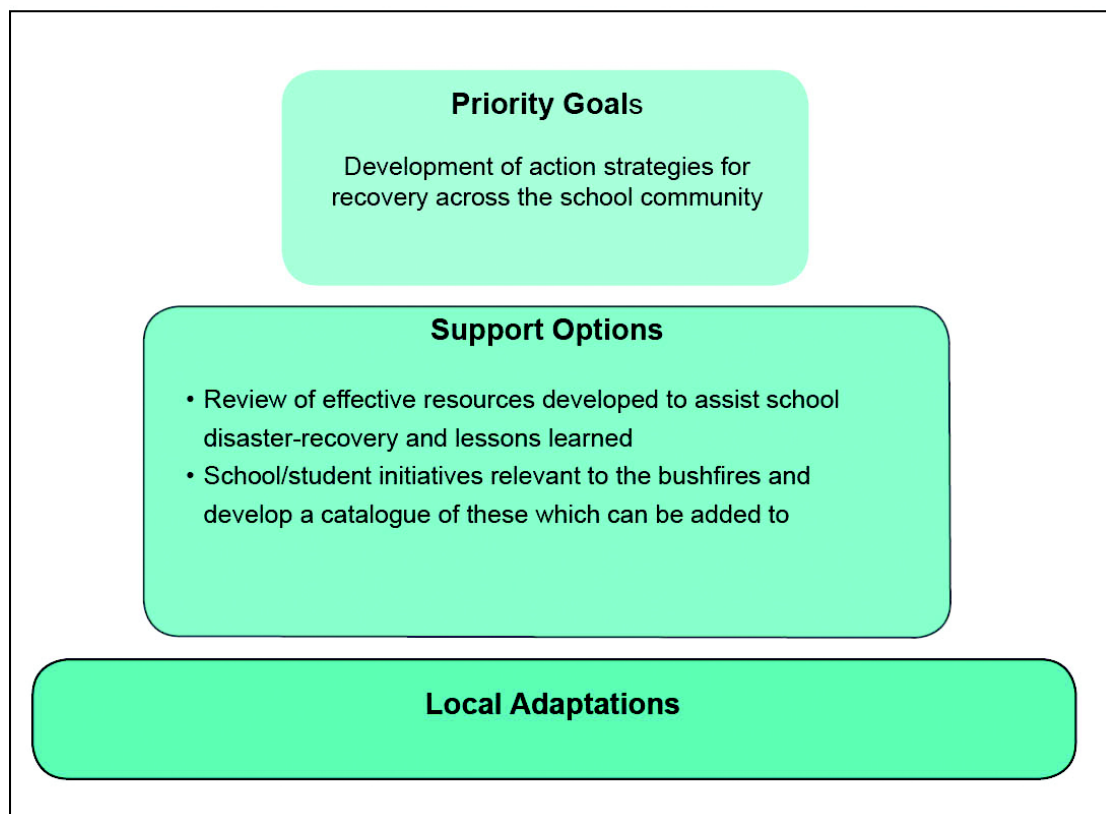 Priority Goals
Development of action strategies for
recovery across the school community
Support Options
• Review of effective resources developed to assist school
disaster-recovery and lessons learned
• School/student initiatives relevant to the bushfires and
develop a catalogue of these which can be added to
Local Adaptations